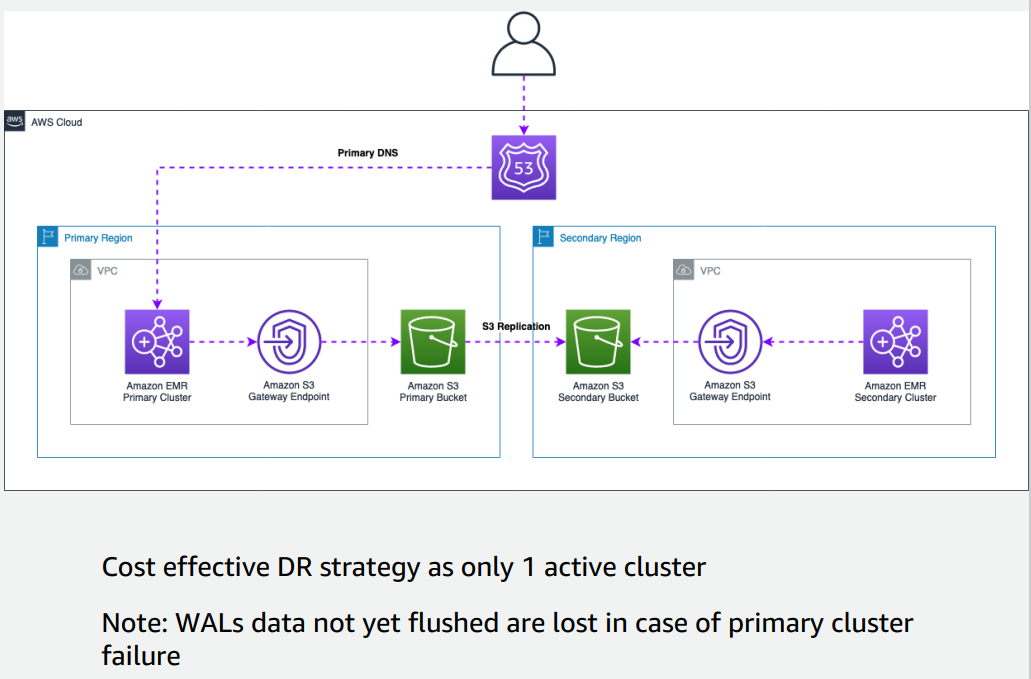 aws
AWS Cloud
Primary DNS
53
Primary Region
Secondary Region
VPC
VPC
S3 Replication
Amazon EMR
Primary Cluster
Amazon S3
Gateway Endpoint
Amazon S3
Primary Bucket
Amazon S3
Secondary Bucket
Amazon S3
Gateway Endpoint
Amazon EMR
Secondary Cluster
Cost effective DR strategy as only 1 active cluster
Note: WALs data not yet flushed are lost in case of primary cluster
failure